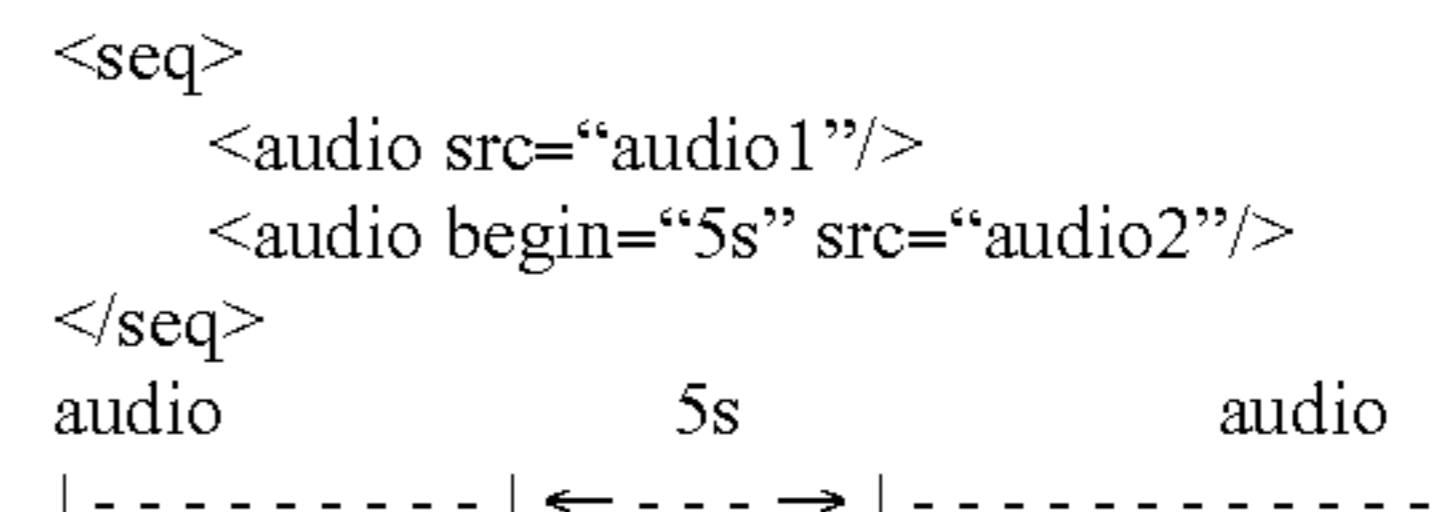 <seq>
<audio src=“audio1”/>
<audio begin=“5s” src=“audio2”/>
</seq>
audio 5s audio
|- - - - - - - - - -|←- - -→|- - - - - - - - - - - -